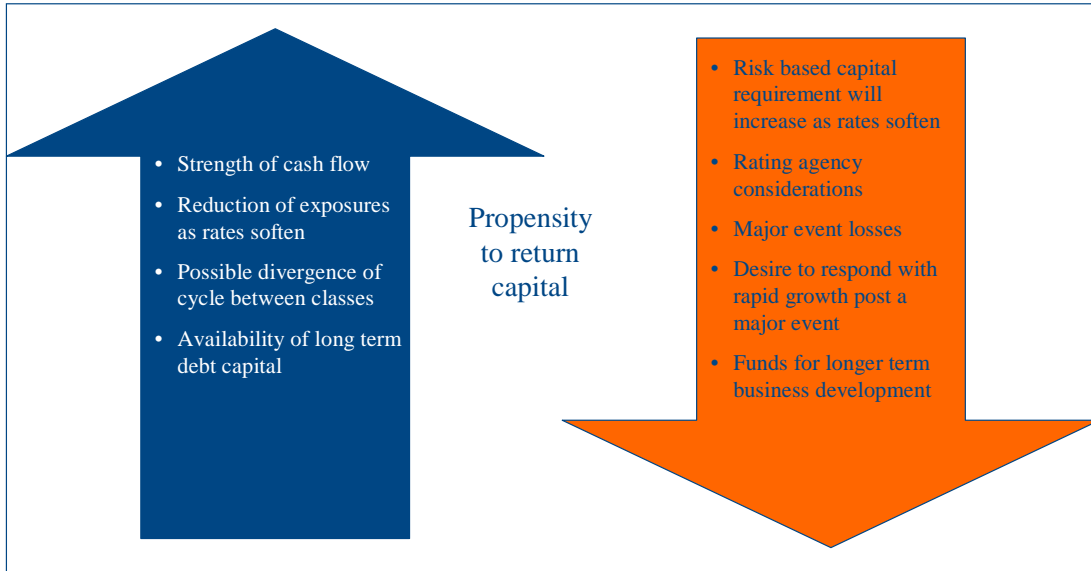 • Strength of cash flow
• Reduction of exposures
as rates soften
• Possible divergence of
cycle between classes
• Availability of long term
debt capital
Propensity
to return
capital
• Risk based capital
requirement will
increase as rates soften
• Rating agency
considerations
• Major event losses
• Desire to respond with
rapid growth post a
major event
• Funds for longer term
business development